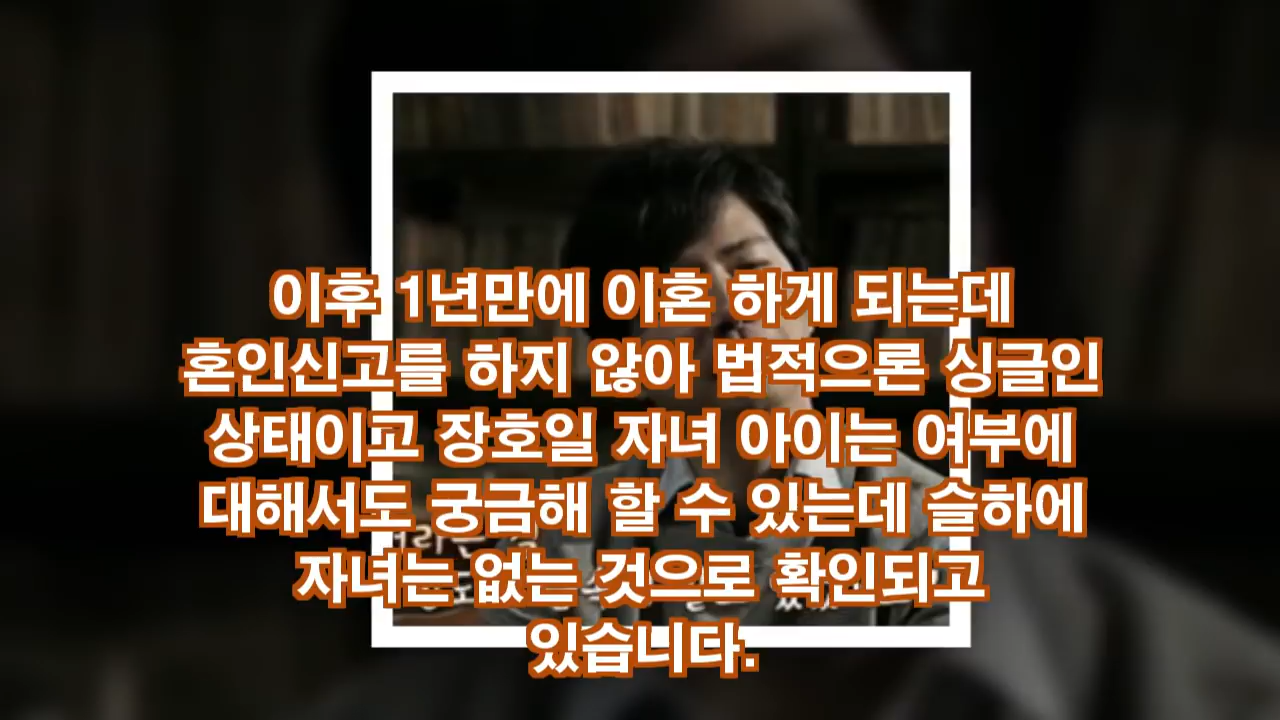 이후 1년만에 이혼 하게 되는데
혼인신고를 하지 않아 법적으론 싱글인
상태이고 장호일 자녀 아이는 여부에
대해서도 궁금해 할 수 있는데 슬하에
자녀는 없는 것으로 확인되고
있습니다.